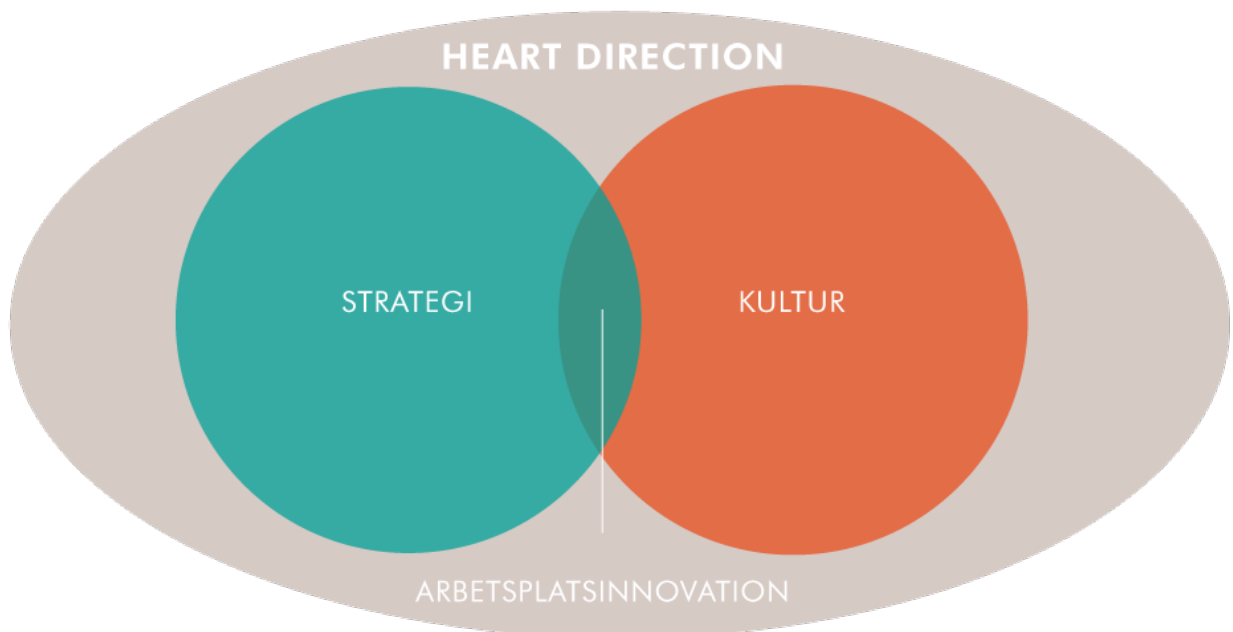 HEART DIRECTION
STRATEGI
KULTUR
ARBETSPLATSINNOVATION